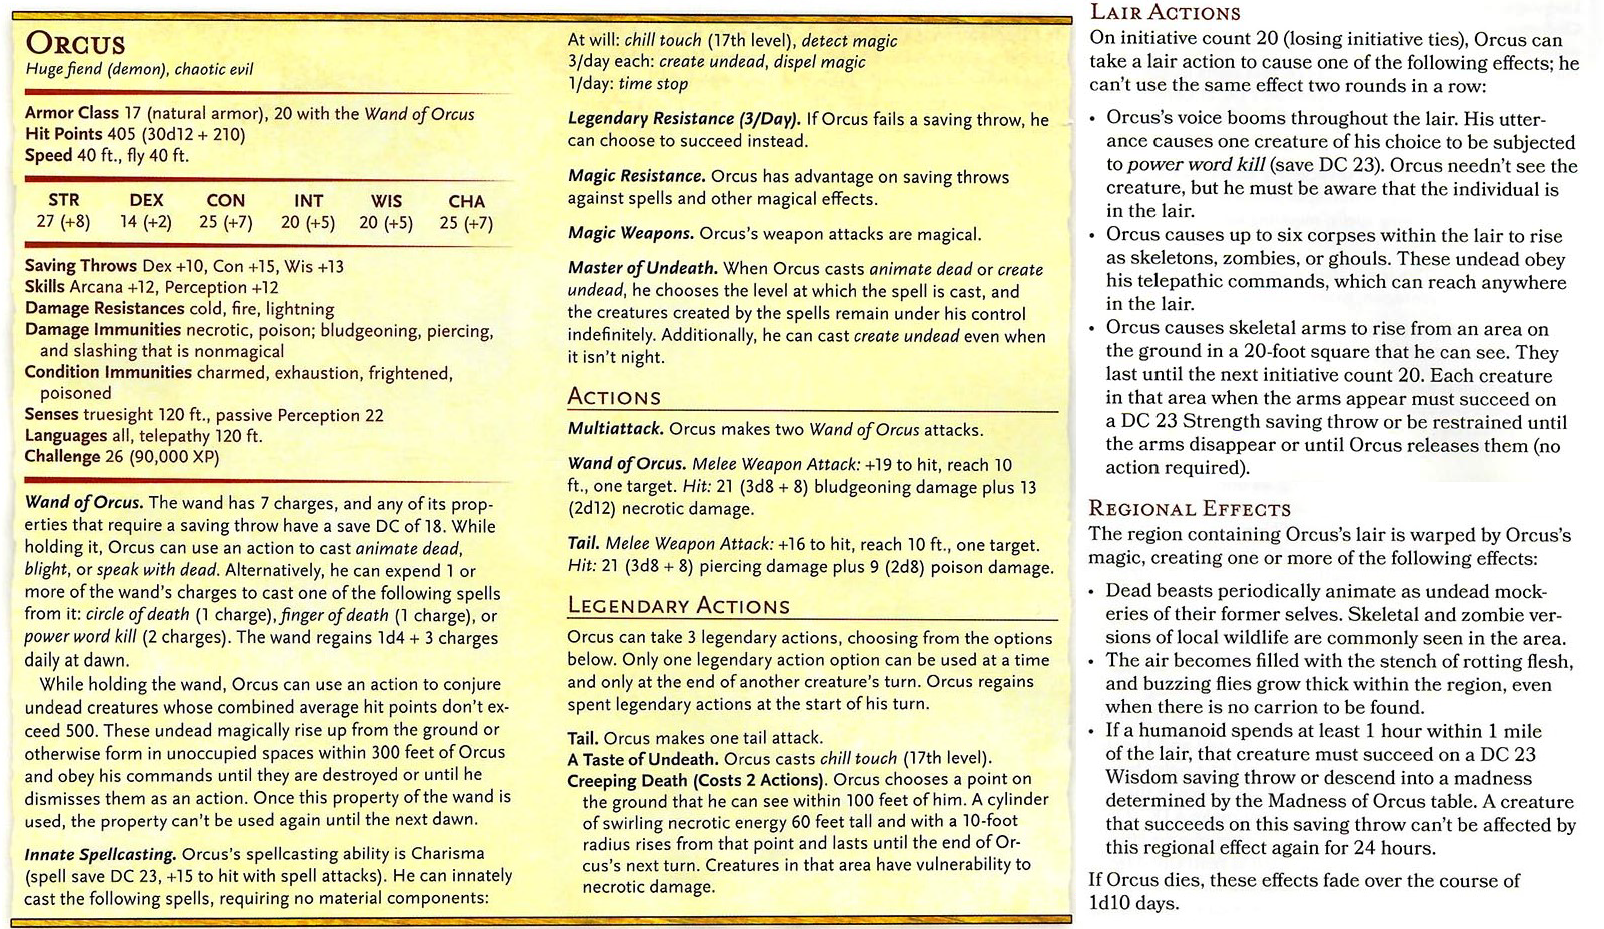 ORCUS
Huge fiend (demon), chaotic evil
Armor Class 17 (natural armor), 20 with the Wand of Orcus
Hit Points 405 (30d12 + 210)
Speed 40 ft., fly 40 ft.
STR DEX CON INT WIS CHA
27 (+8) 14 (+2) 25 (+7) 20 (+5) 20 (+5) 25 (+7)
Saving Throws Dex +10, Con +15, Wis +13
Skills Arcana +12, Perception +12
Damage Resistances cold, fire, lightning
Damage Immunities necrotic, poison; bludgeoning, piercing,
and slashing that is nonmagical
Condition Immunities charmed, exhaustion, frightened,
poisoned
Senses truesight 120 ft., passive Perception 22
Languages all, telepathy 120 ft.
Challenge 26 (90,000 XP)
Wand of Orcus. The wand has 7 charges, and any of its prop-
erties that require a saving throw have a save DC of 18. While
holding it, Orcus can use an action to cast animate dead,
blight, or speak with dead. Alternatively, he can expend 1 or
more of the wand's charges to cast one of the following spells
from it: circle of death (1 charge), finger of death (1 charge), or
power word kill (2 charges). The wand regains 1d4 + 3 charges
daily at dawn.
While holding the wand, Orcus can use an action to conjure
undead creatures whose combined average hit points don't ex-
ceed 500. These undead magically rise up from the ground or
otherwise form in unoccupied spaces within 300 feet of Orcus
and obey his commands until they are destroyed or until he
dismisses them as an action. Once this property of the wand is
used, the property can't be used again until the next dawn.
Innate Spellcasting. Orcus's spellcasting ability is Charisma
(spell save DC 23, +15 to hit with spell attacks). He can innately
cast the following spells, requiring no material components:
At will: chill touch (17th level), detect magic
3/day each: create undead, dispel magic
1/day: time stop
Legendary Resistance (3/Day). If Orcus fails a saving throw, he
can choose to succeed instead.
Magic Resistance. Orcus has advantage on saving throws
against spells and other magical effects.
Magic Weapons. Orcus's weapon attacks are magical.
Master of Undeath. When Orcus casts animate dead or create
undead, he chooses the level at which the spell is cast, and
the creatures created by the spells remain under his control
indefinitely. Additionally, he can cast create undead even when
it isn't night.
ACTIONS
Multiattack. Orcus makes two Wand of Orcus attacks.
Wand of Orcus. Melee Weapon Attack: +19 to hit, reach 10
ft., one target. Hit: 21 (3d8 + 8) bludgeoning damage plus 13
(2d12) necrotic damage.
Tail. Melee Weapon Attack: +16 to hit, reach 10 ft., one target.
Hit: 21 (3d8 + 8) piercing damage plus 9 (2d8) poison damage.
LEGENDARY ACTIONS
Orcus can take 3 legendary actions, choosing from the options
below. Only one legendary action option can be used at a time
and only at the end of another creature's turn. Orcus regains
spent legendary actions at the start of his turn.
Tail. Orcus makes one tail attack.
A Taste of Undeath. Orcus casts chill touch (17th level).
Creeping Death (Costs 2 Actions). Orcus chooses a point on
the ground that he can see within 100 feet of him. A cylinder
of swirling necrotic energy 60 feet tall and with a 10-foot
radius rises from that point and lasts until the end of Or-
cus's next turn. Creatures in that area have vulnerability to
necrotic damage.
LAIR ACTIONS
On initiative count 20 (losing initiative ties), Orcus can
take a lair action to cause one of the following effects; he
can't use the same effect two rounds in a row:
• Orcus's voice booms throughout the lair. His utter-
ance causes one creature of his choice to be subjected
to power word kill (save DC 23). Orcus needn't see the
creature, but he must be aware that the individual is
in the lair.
• Orcus causes up to six corpses within the lair to rise
as skeletons, zombies, or ghouls. These undead obey
his telepathic commands, which can reach anywhere
in the lair.
• Orcus causes skeletal arms to rise from an area on
the ground in a 20-foot square that he can see. They
last until the next initiative count 20. Each creature
in that area when the arms appear must succeed on
a DC 23 Strength saving throw or be restrained until
the arms disappear or until Orcus releases them (no
action required).
REGIONAL EFFECTS
The region containing Orcus's lair is warped by Orcus's
magic, creating one or more of the following effects:
• Dead beasts periodically animate as undead mock-
eries of their former selves. Skeletal and zombie ver-
sions of local wildlife are commonly seen in the area.
• The air becomes filled with the stench of rotting flesh,
and buzzing flies grow thick within the region, even
when there is no carrion to be found.
• If a humanoid spends at least 1 hour within 1 mile
of the lair, that creature must succeed on a DC 23
Wisdom saving throw or descend into a madness
determined by the Madness of Orcus table. A creature
that succeeds on this saving throw can't be affected by
this regional effect again for 24 hours.
If Orcus dies, these effects fade over the course of
1d10 days.